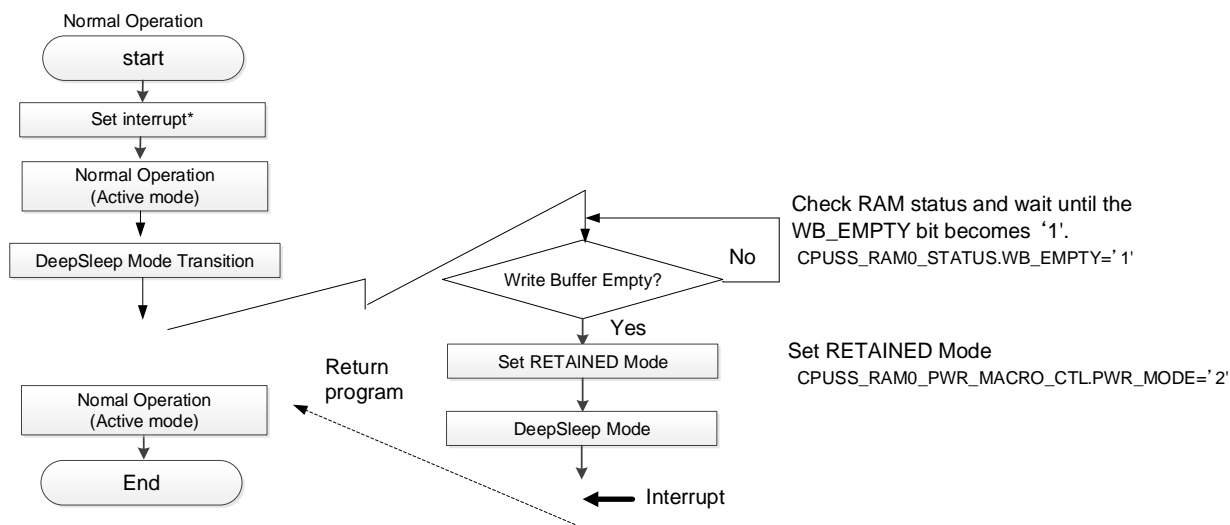 Normal Operation
start
Set interrupt*
Normal Operation
(Active mode)
DeepSleep Mode Transition
Nomal Operation
(Active mode)
End
Return
program
Write Buffer Empty?
No
Yes
Set RETAINED Mode
DeepSleep Mode
Interrupt
Check RAM status and wait until the
WB_EMPTY bit becomes ‘1'.
CPUSS_RAM0_STATUS.WB_EMPTY=’1'
Set RETAINED Mode
CPUSS_RAM0_PWR_MACRO_CTL.PWR_MODE=’2'